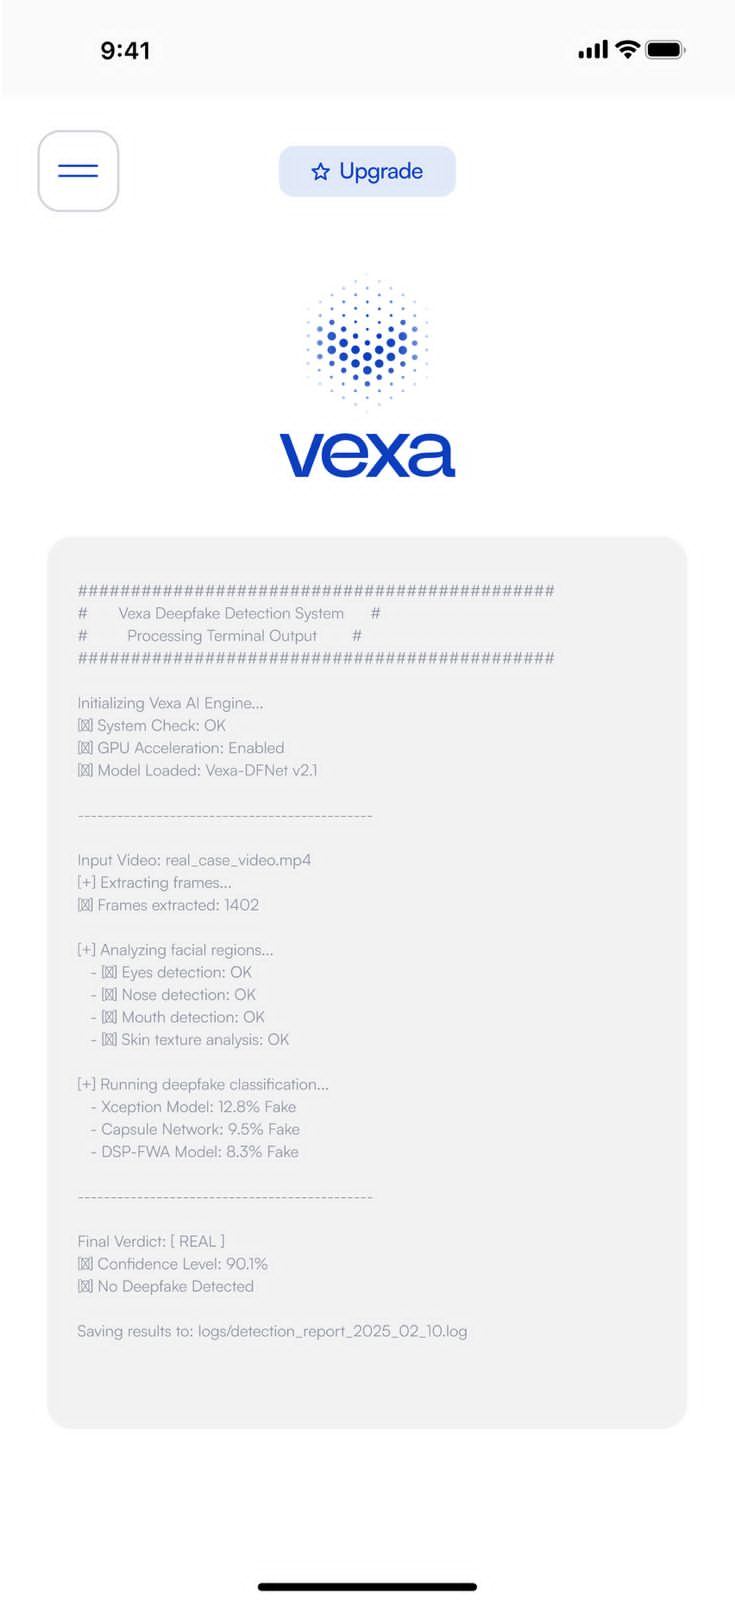 9:41
Upgrade
vexa
#############################################
# Vexa Deepfake Detection System #
# Processing Terminal Output #
#############################################
Initializing Vexa AI Engine...
[☒] System Check: OK
[☒] GPU Acceleration: Enabled
[☒] Model Loaded: Vexa-DFNet v2.1
---------------------------------------------
Input Video: real_case_video.mp4
[+] Extracting frames...
[☒] Frames extracted: 1402
[+] Analyzing facial regions...
- [☒] Eyes detection: OK
- [☒] Nose detection: OK
- [☒] Mouth detection: OK
- [☒] Skin texture analysis: OK
[+] Running deepfake classification...
- Xception Model: 12.8% Fake
- Capsule Network: 9.5% Fake
- DSP-FWA Model: 8.3% Fake
---------------------------------------------
Final Verdict: [ REAL ]
[☒] Confidence Level: 90.1%
[☒] No Deepfake Detected
Saving results to: logs/detection_report_2025_02_10.log